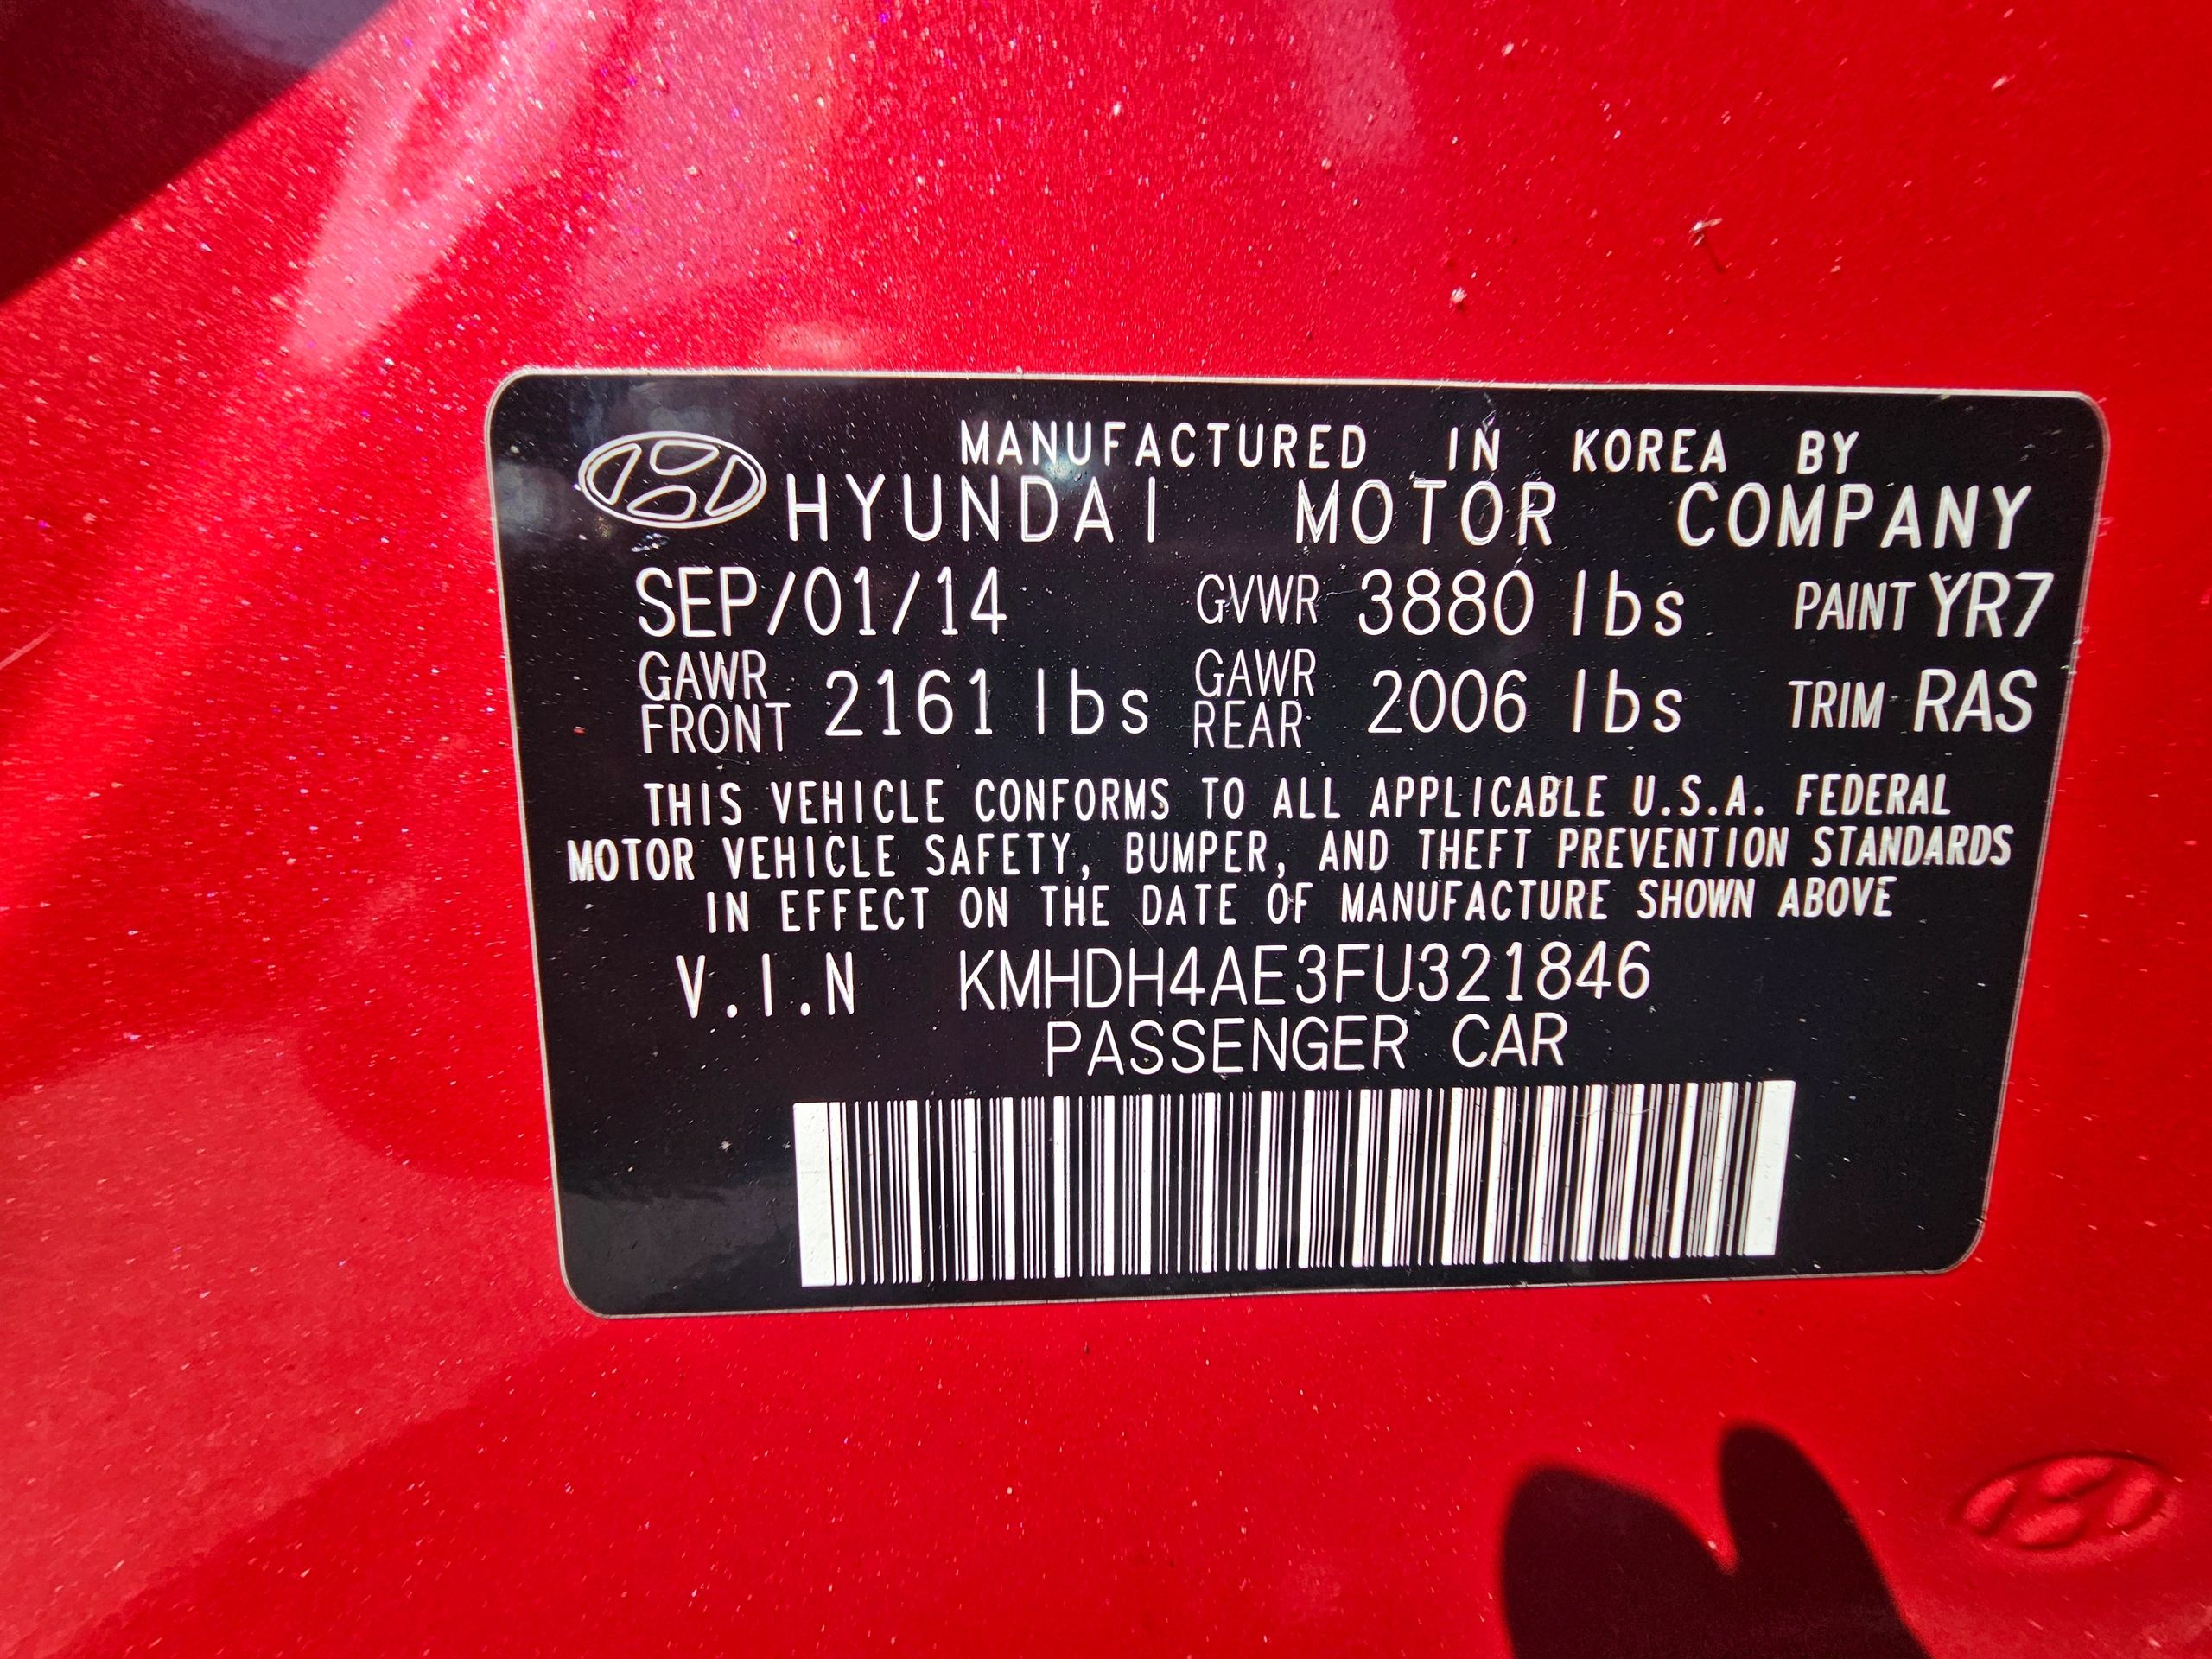 MANUFACTURED IN KOREA BY
HYUNDAI MOTOR COMPANY
SEP/01/14 GVWR 3880 lbs PAINT YR7
GAWR FRONT 2161 lbs GAWR REAR 2006 lbs TRIM RAS
THIS VEHICLE CONFORMS TO ALL APPLICABLE U.S.A. FEDERAL
MOTOR VEHICLE SAFETY, BUMPER, AND THEFT PREVENTION STANDARDS
IN EFFECT ON THE DATE OF MANUFACTURE SHOWN ABOVE
V.I.N KMHDH4AE3FU321846
PASSENGER CAR